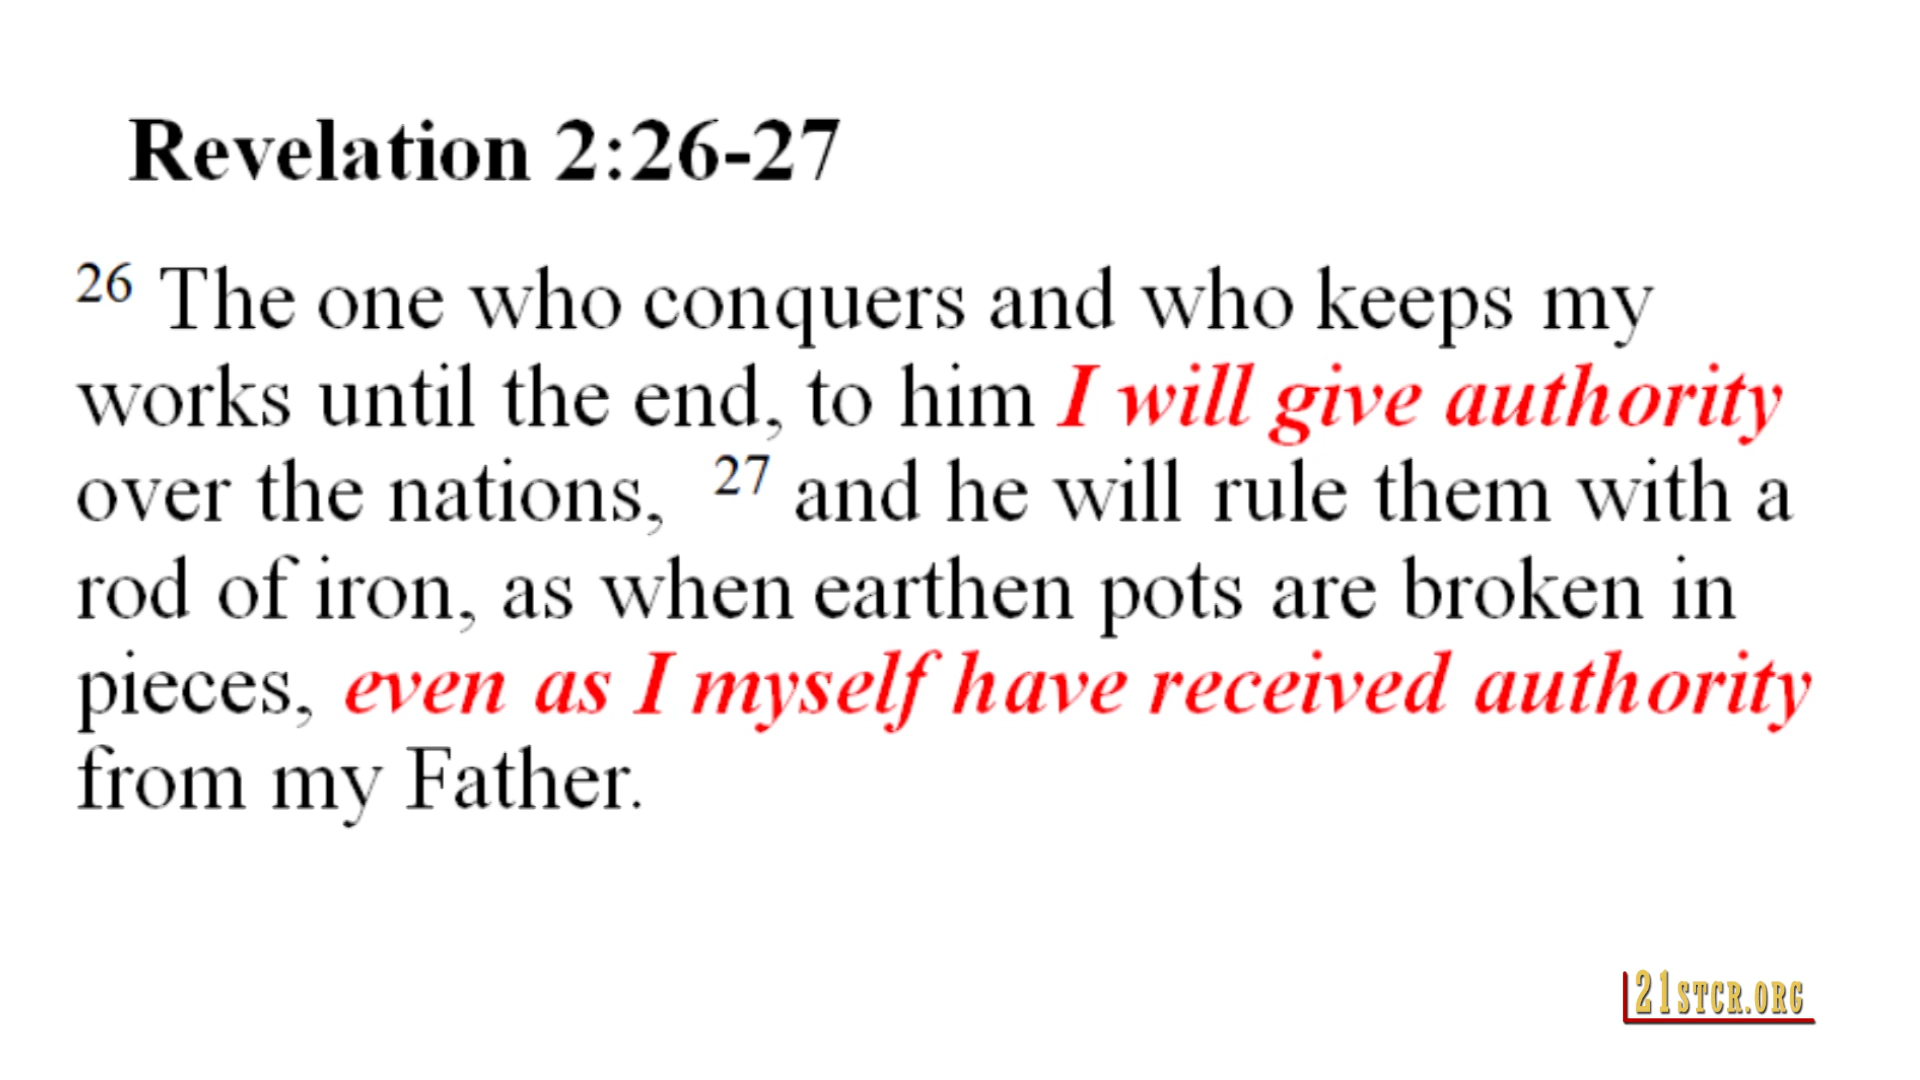 Revelation 2:26-27
26 The one who conquers and who keeps my
works until the end, to him I will give authority
over the nations, 27 and he will rule them with a
rod of iron, as when earthen pots are broken in
pieces, even as I myself have received authority
from my Father.
21STCR.ORG